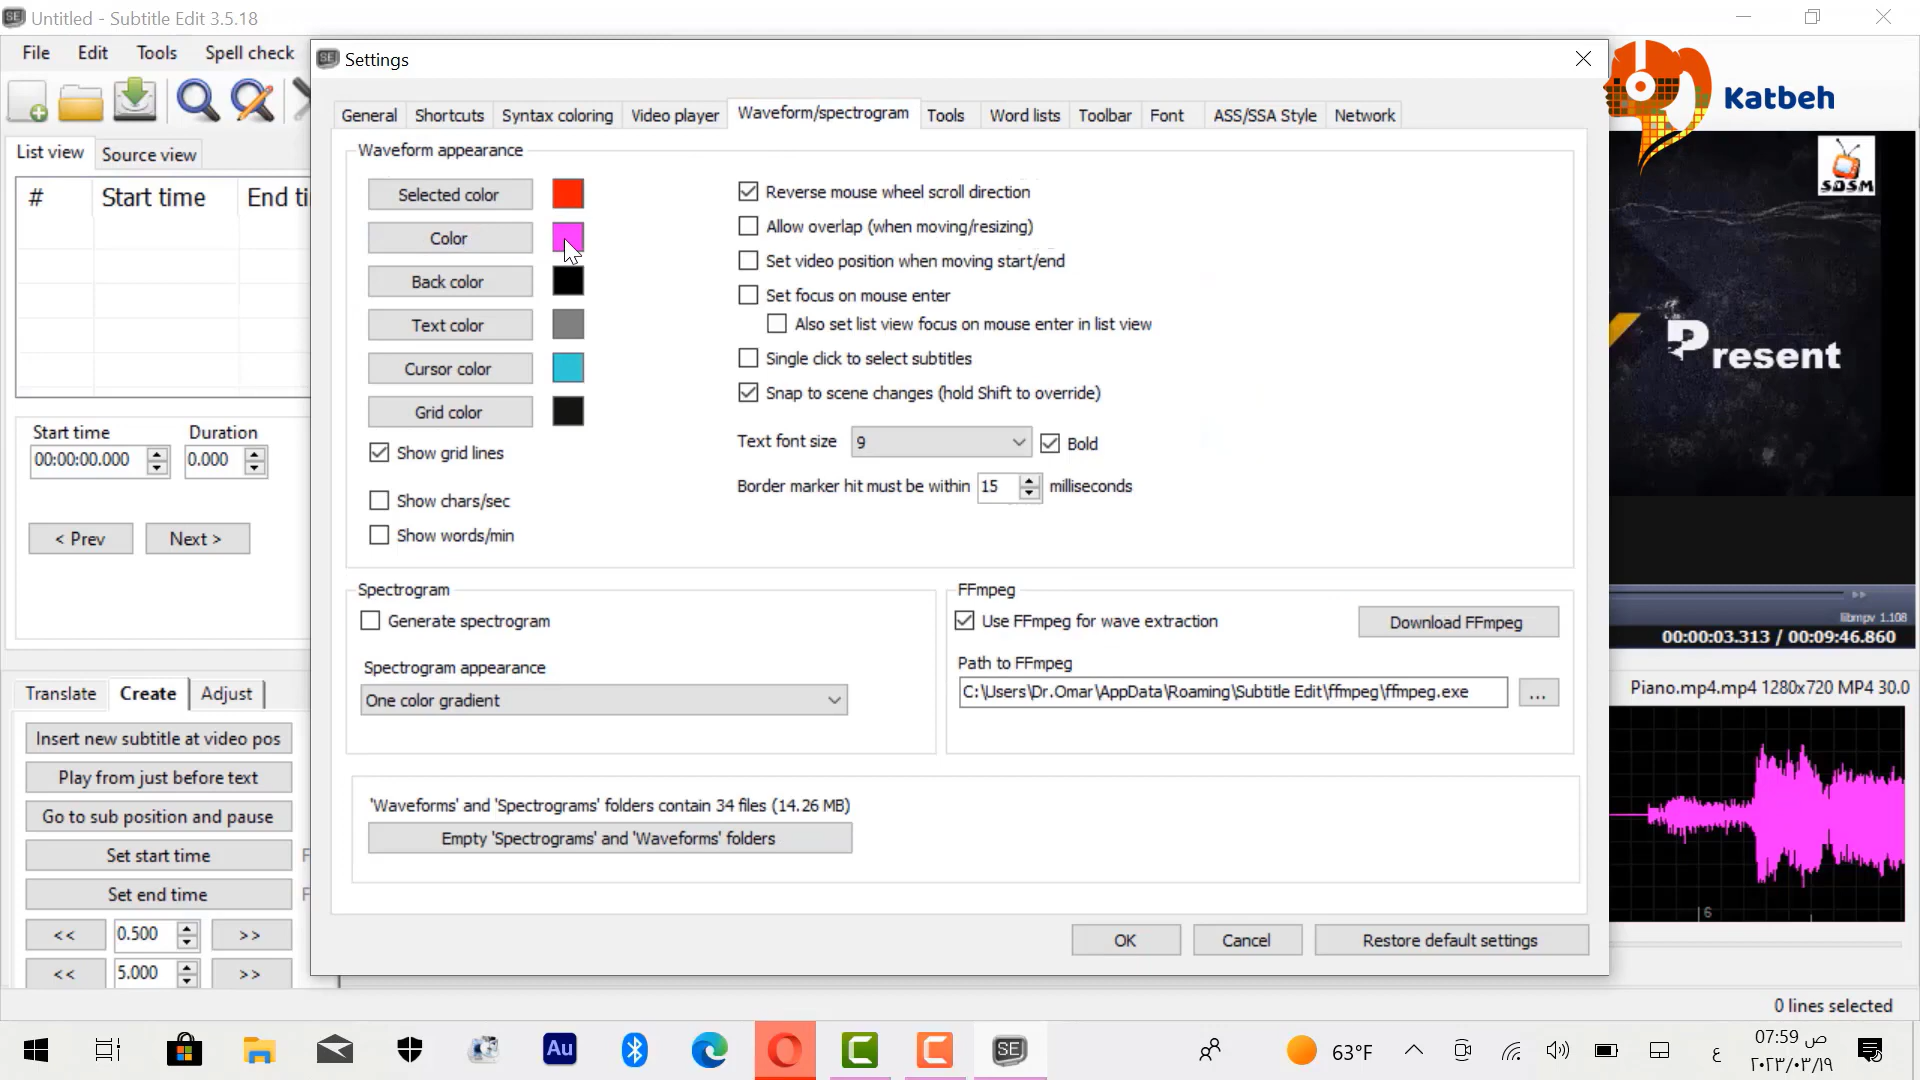 Untitled - Subtitle Edit 3.5.18
File Edit Tools Spell check
List view Source view
# Start time End ti
Start time Duration
00:00:00.000 0.000
< Prev Next >
Translate Create Adjust
Insert new subtitle at video pos
Play from just before text
Go to sub position and pause
Set start time F
Set end time F
<< 0.500 >>
<< 5.000 >>
SE Settings
General Shortcuts Syntax coloring Video player Waveform/spectrogram Tools Word lists Toolbar Font ASS/SSA Style Network
Waveform appearance
Selected color
Color
Back color
Text color
Cursor color
Grid color
Show grid lines
Show chars/sec
Show words/min
Reverse mouse wheel scroll direction
Allow overlap (when moving/resizing)
Set video position when moving start/end
Set focus on mouse enter
Also set list view focus on mouse enter in list view
Single click to select subtitles
Snap to scene changes (hold Shift to override)
Text font size 9 Bold
Border marker hit must be within 15 milliseconds
Spectrogram
Generate spectrogram
Spectrogram appearance
One color gradient
FFmpeg
Use FFmpeg for wave extraction Download FFmpeg
Path to FFmpeg
C:\Users\Dr.Omar\AppData\Roaming\Subtitle Edit\ffmpeg\ffmpeg.exe ...
'Waveforms' and 'Spectrograms' folders contain 34 files (14.26 MB)
Empty 'Spectrograms' and 'Waveforms' folders
OK Cancel Restore default settings
Katbeh
SDSM
Present
libmpv 1.108
00:00:03.313 / 00:09:46.860
Piano.mp4.mp4 1280x720 MP4 30.0
6
0 lines selected
Au SE 63°F ع
07:59 ص
٢٠٢٣/٠٣/١٩